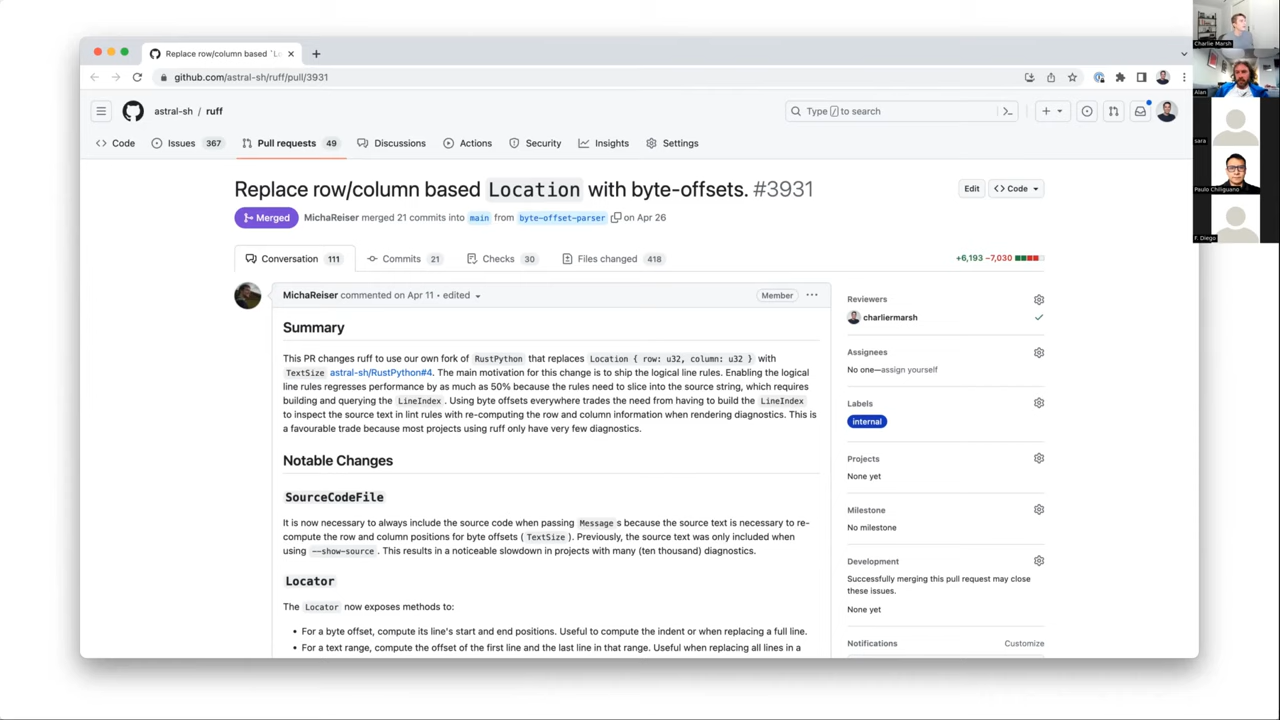 Replace row/column based `Lo
github.com/astral-sh/ruff/pull/3931
astral-sh / ruff
Type / to search
Code
Issues 367
Pull requests 49
Discussions
Actions
Security
Insights
Settings
Replace row/column based Location with byte-offsets. #3931
Edit
Code
Merged
MichaReiser merged 21 commits into main from byte-offset-parser on Apr 26
Conversation 111
Commits 21
Checks 30
Files changed 418
+6,193 −7,030
MichaReiser commented on Apr 11 • edited
Member
Summary
This PR changes ruff to use our own fork of RustPython that replaces Location { row: u32, column: u32 } with
TextSize astral-sh/RustPython#4. The main motivation for this change is to ship the logical line rules. Enabling the logical
line rules regresses performance by as much as 50% because the rules need to slice into the source string, which requires
building and querying the LineIndex. Using byte offsets everywhere trades the need from having to build the LineIndex
to inspect the source text in lint rules with re-computing the row and column information when rendering diagnostics. This is
a favourable trade because most projects using ruff only have very few diagnostics.
Notable Changes
SourceCodeFile
It is now necessary to always include the source code when passing Message s because the source text is necessary to re-
compute the row and column positions for byte offsets ( TextSize ). Previously, the source text was only included when
using --show-source . This results in a noticeable slowdown in projects with many (ten thousand) diagnostics.
Locator
The Locator now exposes methods to:
• For a byte offset, compute its line's start and end positions. Useful to compute the indent or when replacing a full line.
• For a text range, compute the offset of the first line and the last line in that range. Useful when replacing all lines in a
Reviewers
charliermarsh
Assignees
No one—assign yourself
Labels
internal
Projects
None yet
Milestone
No milestone
Development
Successfully merging this pull request may close
these issues.
None yet
Notifications
Customize
Charlie Marsh
Alan
sara
Paulo Chiliguano
F. Diego